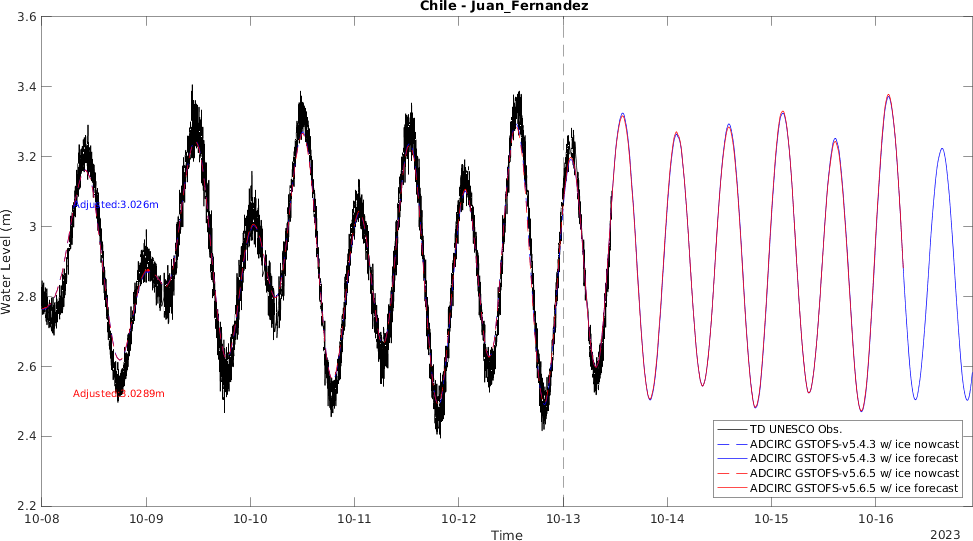 Chile - Juan_Fernandez
3.6
3.4
3.2
3
2.8
2.6
2.4
2.2
Water Level (m)
Adjusted:3.026m
Adjusted:3.0289m
TD UNESCO Obs.
ADCIRC GSTOFS-v5.4.3 w/ ice nowcast
ADCIRC GSTOFS-v5.4.3 w/ ice forecast
ADCIRC GSTOFS-v5.6.5 w/ ice nowcast
ADCIRC GSTOFS-v5.6.5 w/ ice forecast
10-08 10-09 10-10 10-11 10-12 10-13 10-14 10-15 10-16
Time
2023